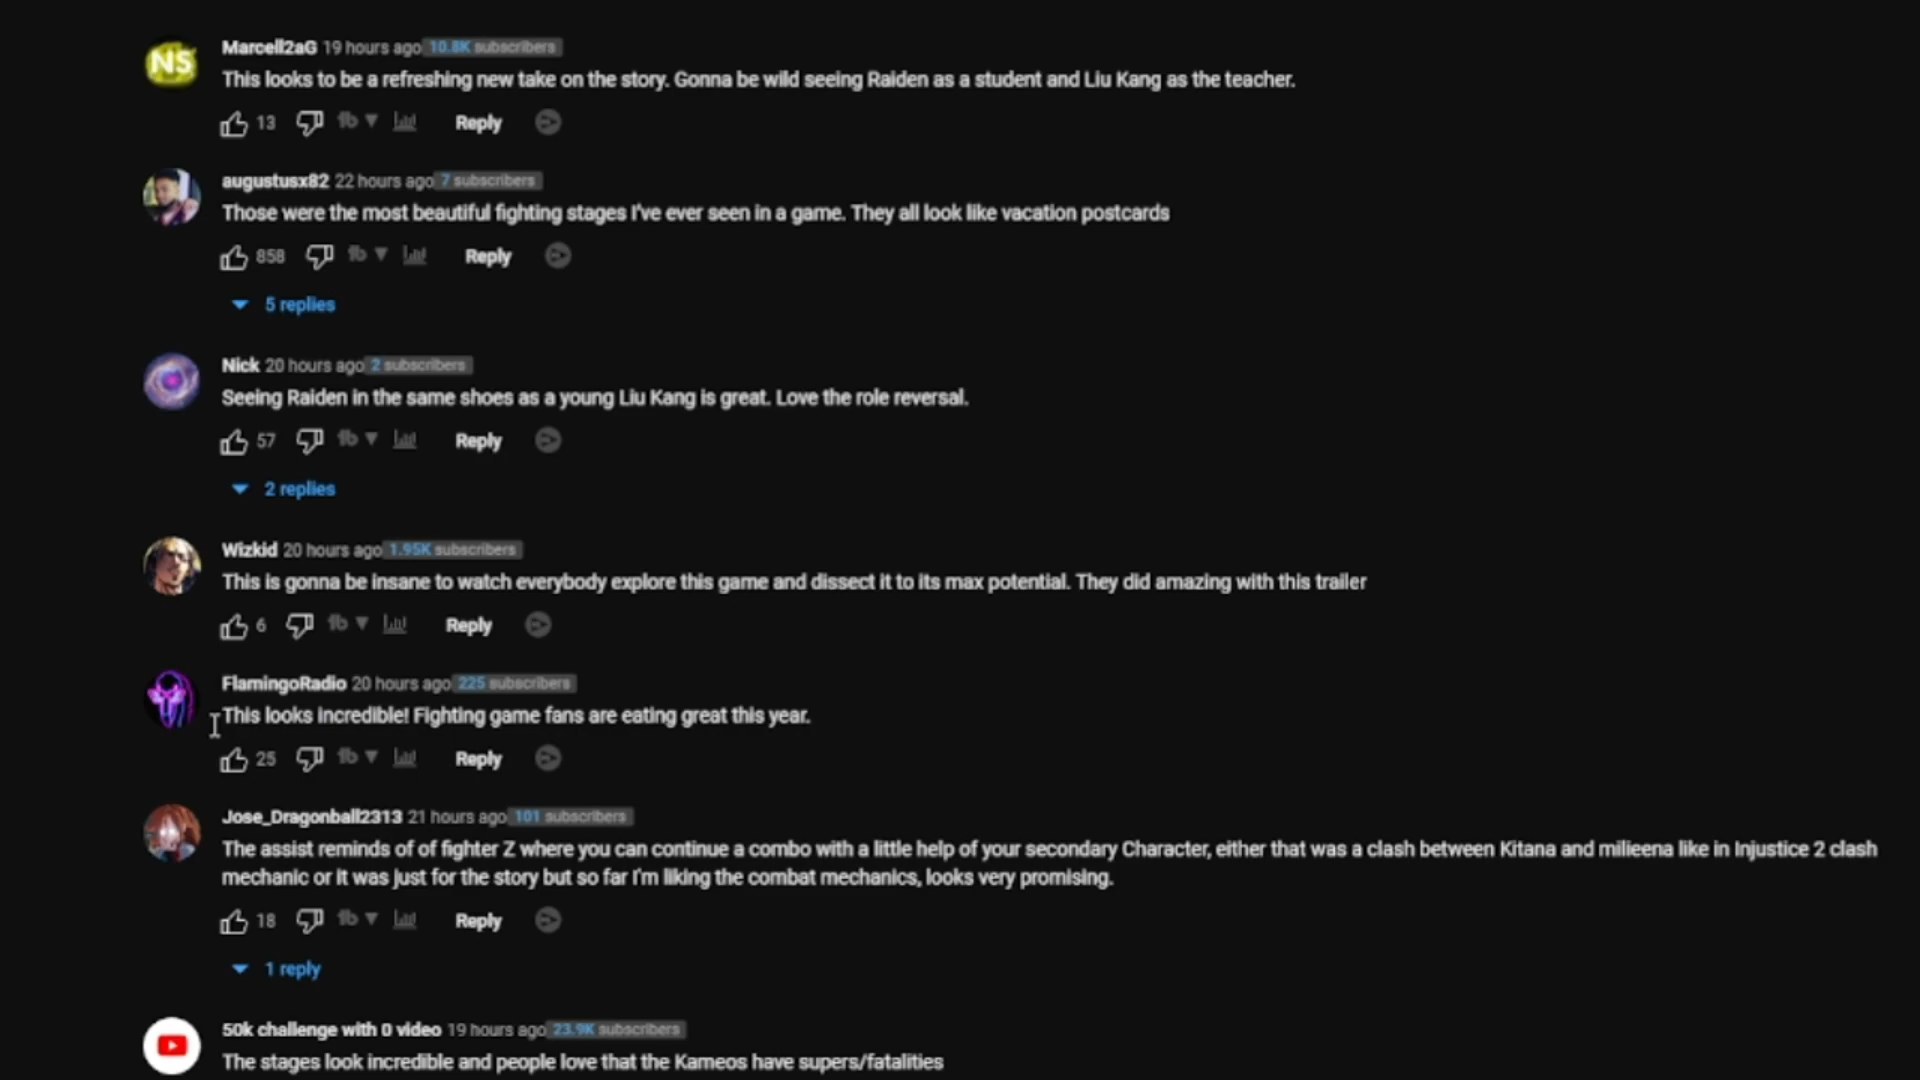 NS
Marcell2aG 19 hours ago 10.8K subscribers
This looks to be a refreshing new take on the story. Gonna be wild seeing Raiden as a student and Liu Kang as the teacher.
13 tb Reply
augustusx82 22 hours ago 7 subscribers
Those were the most beautiful fighting stages I've ever seen in a game. They all look like vacation postcards
858 tb Reply
5 replies
Nick 20 hours ago 2 subscribers
Seeing Raiden in the same shoes as a young Liu Kang is great. Love the role reversal.
57 tb Reply
2 replies
Wizkid 20 hours ago 1.95K subscribers
This is gonna be insane to watch everybody explore this game and dissect it to its max potential. They did amazing with this trailer
6 tb Reply
FlamingoRadio 20 hours ago 225 subscribers
This looks incredible! Fighting game fans are eating great this year.
25 tb Reply
Jose_Dragonball2313 21 hours ago 101 subscribers
The assist reminds of of fighter Z where you can continue a combo with a little help of your secondary Character, either that was a clash between Kitana and milieena like in Injustice 2 clash
mechanic or it was just for the story but so far I'm liking the combat mechanics, looks very promising.
18 tb Reply
1 reply
50k challenge with 0 video 19 hours ago 23.9K subscribers
The stages look incredible and people love that the Kameos have supers/fatalities